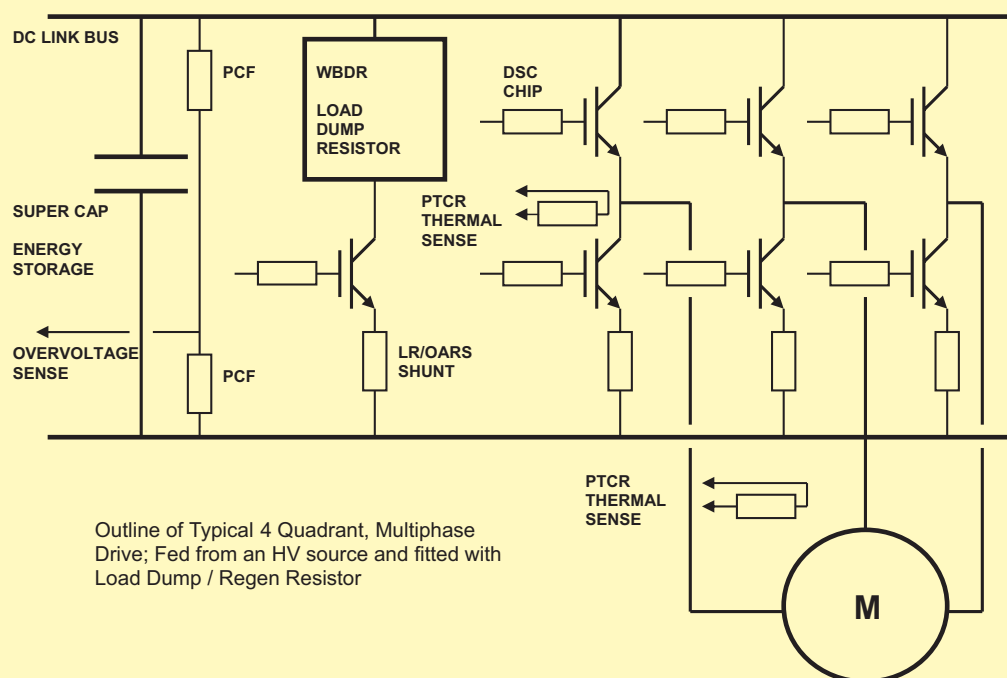 DC LINK BUS
PCF
WBDR
LOAD
DUMP
RESISTOR
DSC
CHIP
SUPER CAP
ENERGY
STORAGE
PTCR
THERMAL
SENSE
OVERVOLTAGE
SENSE
PCF
LR/OARS
SHUNT
PTCR
THERMAL
SENSE
Outline of Typical 4 Quadrant, Multiphase
Drive; Fed from an HV source and fitted with
Load Dump / Regen Resistor
M